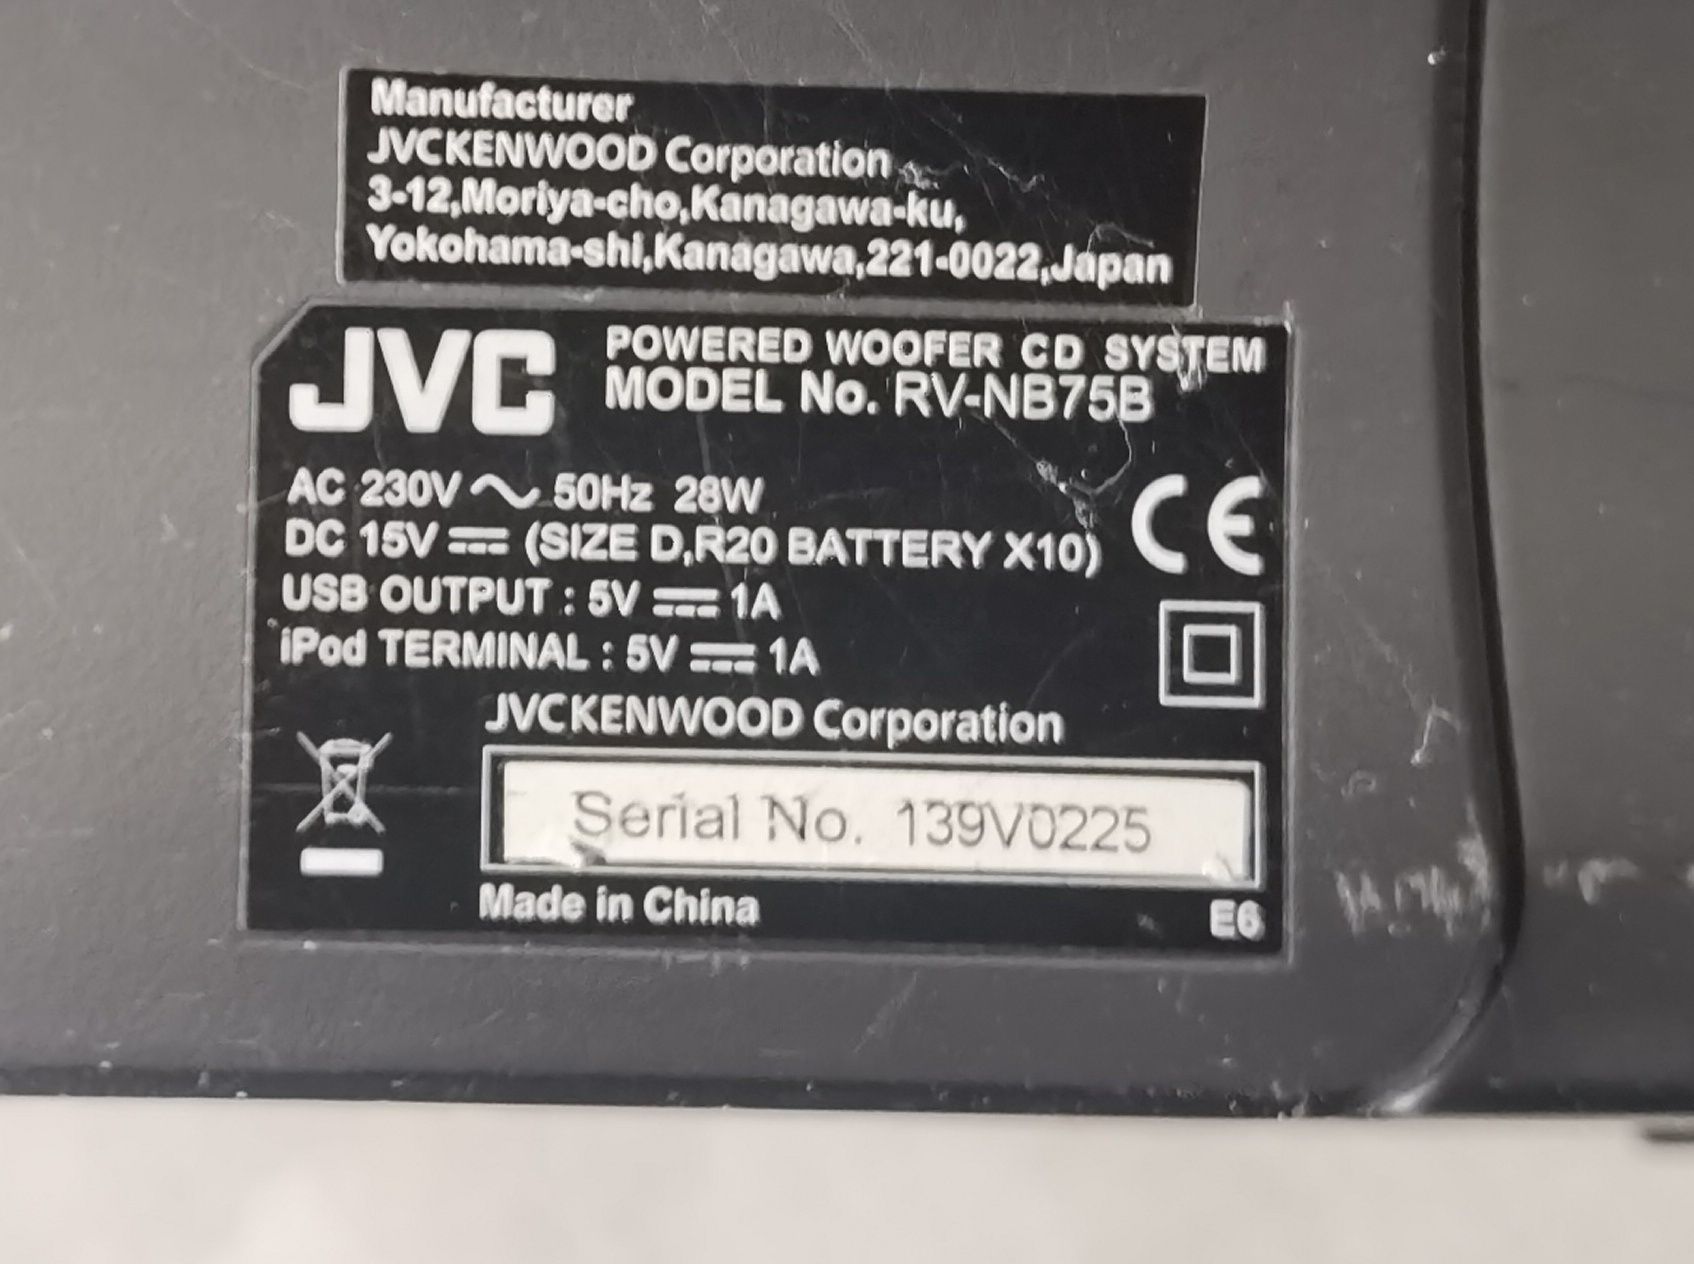 Manufacturer
JVCKENWOOD Corporation
3-12,Moriya-cho,Kanagawa-ku,
Yokohama-shi,Kanagawa,221-0022,Japan
JVC
POWERED WOOFER CD SYSTEM
MODEL No. RV-NB75B
AC 230V ~ 50Hz 28W
DC 15V ⎓ (SIZE D,R20 BATTERY X10)
CE
USB OUTPUT : 5V ⎓ 1A
iPod TERMINAL : 5V ⎓ 1A
JVCKENWOOD Corporation
Serial No. 139V0225
Made in China
E6